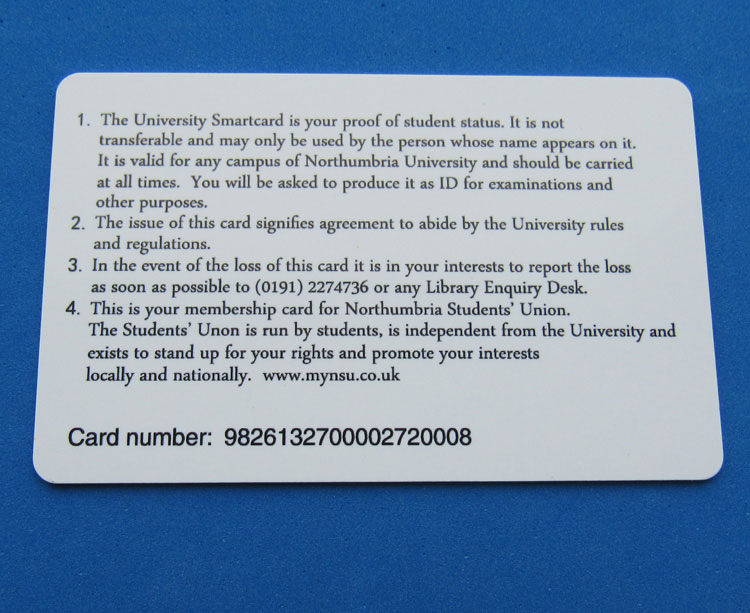 1. The University Smartcard is your proof of student status. It is not
transferable and may only be used by the person whose name appears on it.
It is valid for any campus of Northumbria University and should be carried
at all times. You will be asked to produce it as ID for examinations and
other purposes.
2. The issue of this card signifies agreement to abide by the University rules
and regulations.
3. In the event of the loss of this card it is in your interests to report the loss
as soon as possible to (0191) 2274736 or any Library Enquiry Desk.
4. This is your membership card for Northumbria Students' Union.
The Students' Unon is run by students, is independent from the University and
exists to stand up for your rights and promote your interests
locally and nationally. www.mynsu.co.uk
Card number: 9826132700002720008